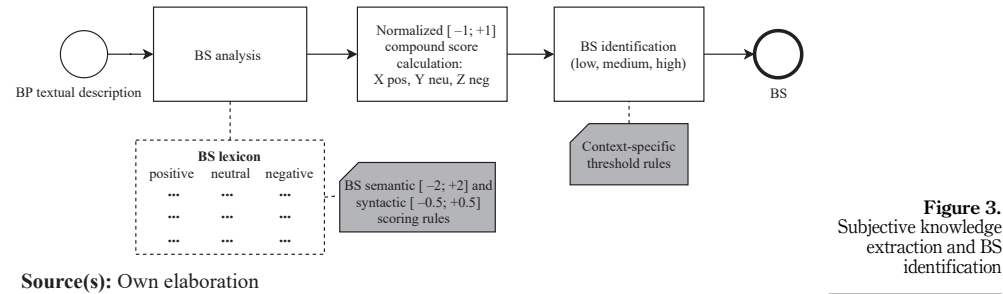 BP textual description
BS analysis
Normalized [ –1; +1]
compound score
calculation:
X pos, Y neu, Z neg
BS identification
(low, medium, high)
BS
BS lexicon
positive neutral negative
... ... ...
... ... ...
... ... ...
BS semantic [ –2; +2] and
syntactic [ –0.5; +0.5]
scoring rules
Context-specific
threshold rules
Figure 3.
Subjective knowledge
extraction and BS
identification
Source(s): Own elaboration